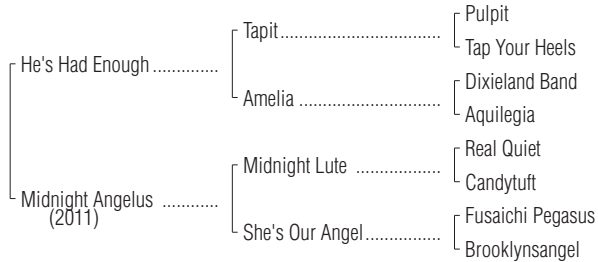 Pulpit
Tapit........................................
Tap Your Heels
He's Had Enough..............
Dixieland Band
Amelia ...................................
Aquilegia
Real Quiet
Midnight Lute .....................
Candytuft
Midnight Angelus ............
(2011)
Fusaichi Pegasus
She's Our Angel...................
Brooklynsangel